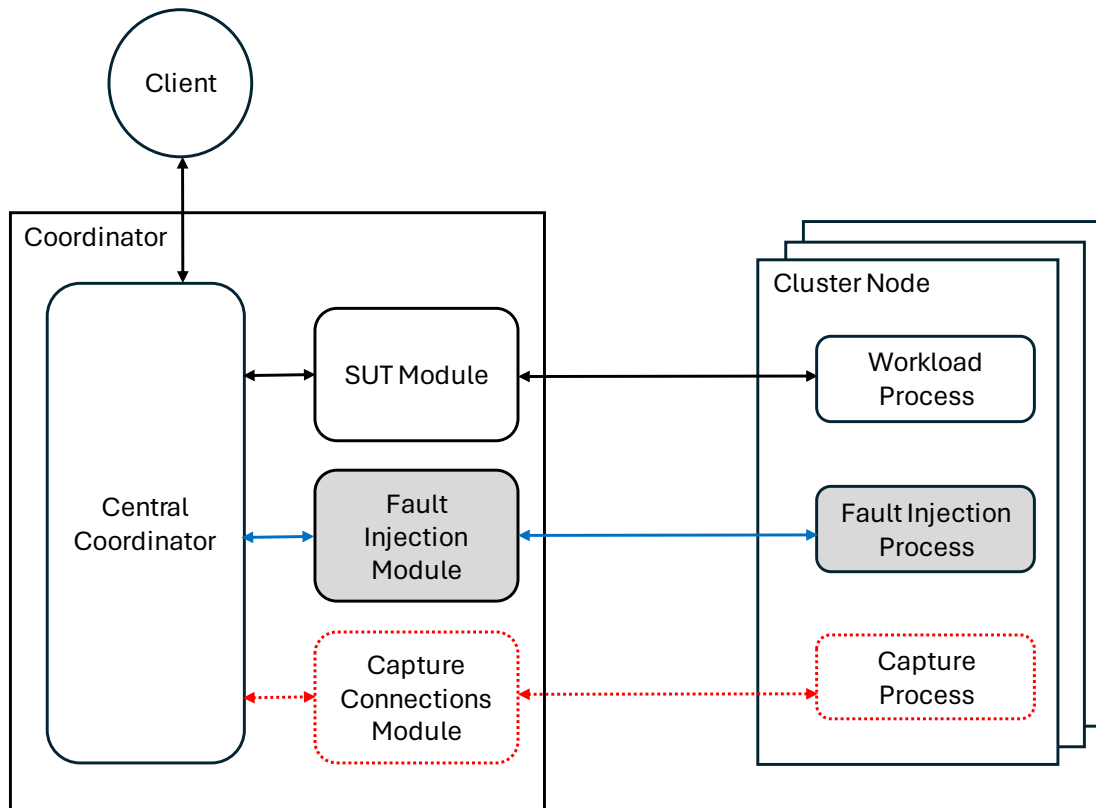 Client
Coordinator
Cluster Node
SUT Module
Workload
Process
Central
Coordinator
Fault
Injection
Module
Fault Injection
Process
Capture
Connections
Module
Capture
Process